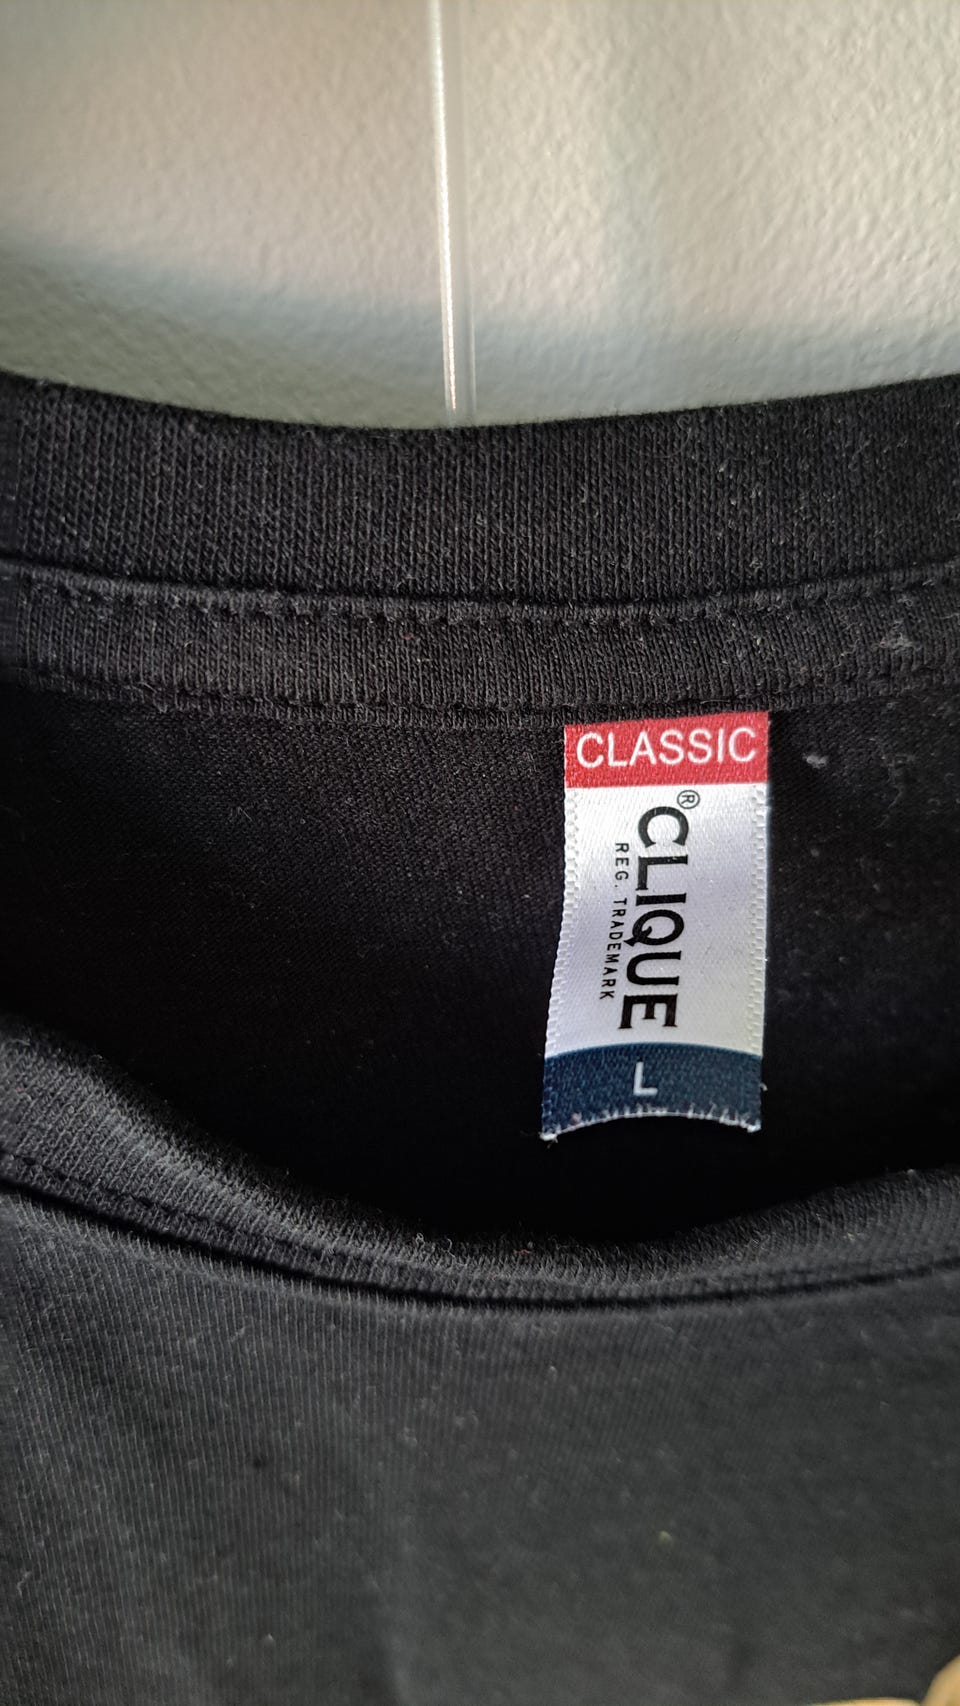 CLASSIC
CLIQUE®
REG. TRADEMARK
L